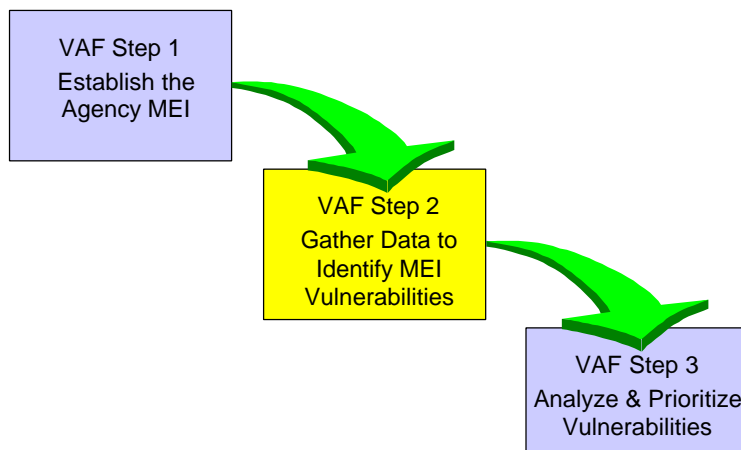 VAF Step 1
Establish the
Agency MEI
VAF Step 2
Gather Data to
Identify MEI
Vulnerabilities
VAF Step 3
Analyze & Prioritize
Vulnerabilities